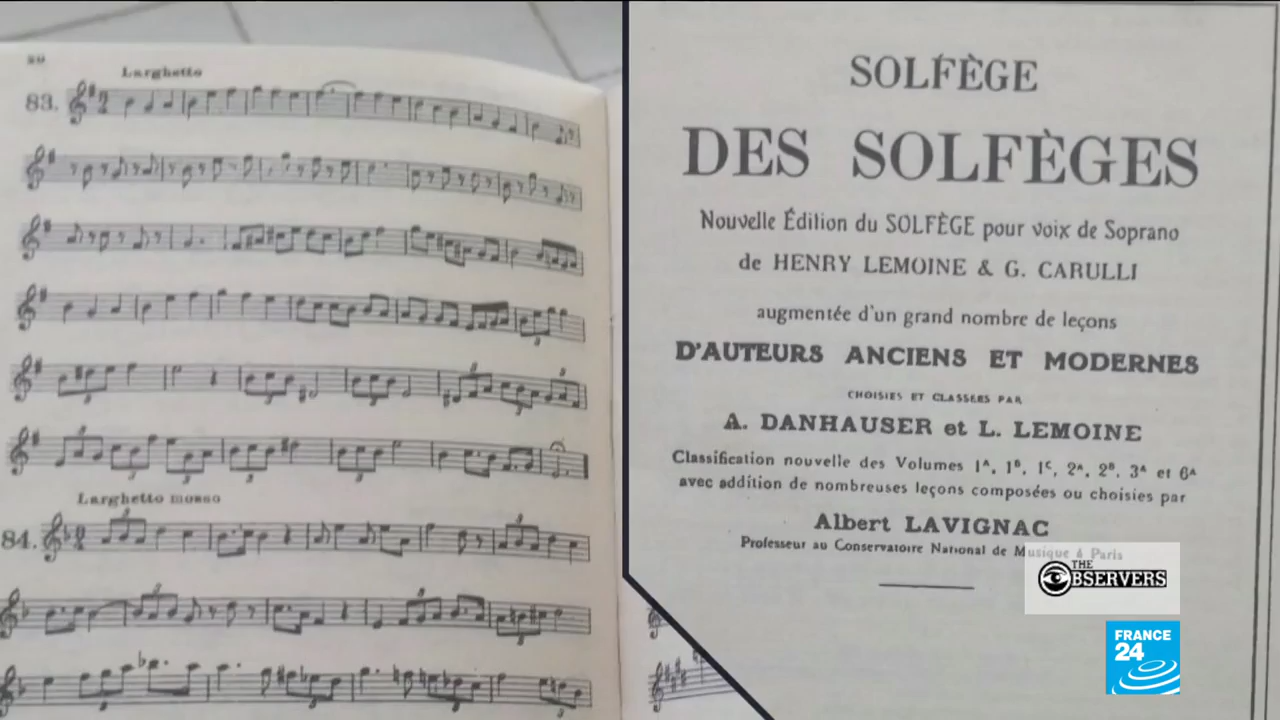 Larghetto
83.
Larghetto mosso
84.
SOLFÈGE
DES SOLFÈGES
Nouvelle Édition du SOLFÈGE pour voix de Soprano
de HENRY LEMOINE & G. CARULLI
augmentée d'un grand nombre de leçons
D'AUTEURS ANCIENS ET MODERNES
CHOISIES ET CLASSÉES PAR
A. DANHAUSER et L. LEMOINE
Classification nouvelle des Volumes 1ᴬ, 1ᴮ, 1ᶜ, 2ᴬ, 2ᴮ, 3ᴬ et 6ᴬ
avec addition de nombreuses leçons composées ou choisies par
Albert LAVIGNAC
Professeur au Conservatoire National de Musique à Paris
THE
OBSERVERS
FRANCE
24